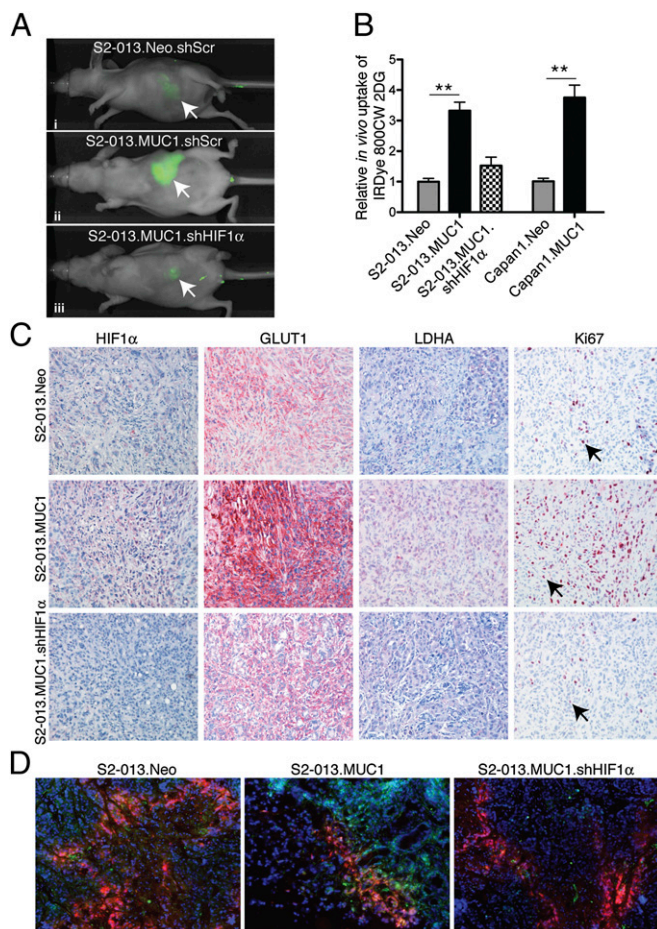 A
S2-013.Neo.shScr
i
S2-013.MUC1.shScr
ii
S2-013.MUC1.shHIF1α
iii
B
Relative in vivo uptake of
IRDye 800CW 2DG
5
4
3
2
1
0
**
**
S2-013.Neo
S2-013.MUC1
S2-013.MUC1.
shHIF1α
Capan1.Neo
Capan1.MUC1
C
HIF1α
GLUT1
LDHA
Ki67
S2-013.Neo
S2-013.MUC1
S2-013.MUC1.shHIF1α
D
S2-013.Neo
S2-013.MUC1
S2-013.MUC1.shHIF1α